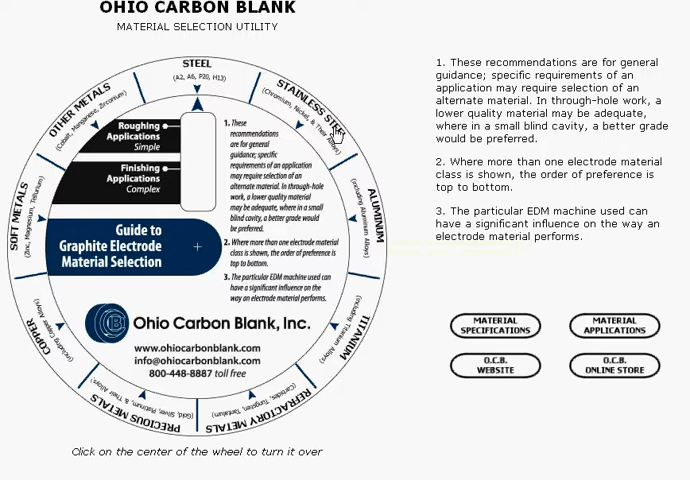 OHIO CARBON BLANK
MATERIAL SELECTION UTILITY
STEEL
(A2, A6, P20, H13)
STAINLESS STEEL
(Chromium, Nickel, & Their Alloys)
ALUMINUM
(including Aluminum Alloys)
TITANIUM
(including Titanium Alloys)
REFRACTORY METALS
(Carbides, Tungsten, Tantalum)
PRECIOUS METALS
(Gold, Silver, Platinum, & Their Alloys)
COPPER
(including Copper Alloys)
SOFT METALS
(Zinc, Magnesium, Tellurium)
OTHER METALS
(Cobalt, Manganese, Zirconium)
Roughing
Applications
Simple
Finishing
Applications
Complex
Guide to
Graphite Electrode
Material Selection
1. These
recommendations
are for general
guidance; specific
requirements of an
application may require
selection of an
alternate material. In through-hole
work, a lower quality material may
be adequate, where in a small blind
cavity, a better grade would
be preferred.
2. Where more than one electrode material
class is shown, the order of preference is
top to bottom.
3. The particular EDM machine used can
have a significant influence on the
way an electrode material performs.
Ohio Carbon Blank, Inc.
www.ohiocarbonblank.com
info@ohiocarbonblank.com
800-448-8887 toll free
Click on the center of the wheel to turn it over
1. These recommendations are for general
guidance; specific requirements of an
application may require selection of an
alternate material. In through-hole work, a
lower quality material may be adequate,
where in a small blind cavity, a better grade
would be preferred.
2. Where more than one electrode material
class is shown, the order of preference is
top to bottom.
3. The particular EDM machine used can
have a significant influence on the way an
electrode material performs.
MATERIAL
SPECIFICATIONS
MATERIAL
APPLICATIONS
O.C.B.
WEBSITE
O.C.B.
ONLINE STORE